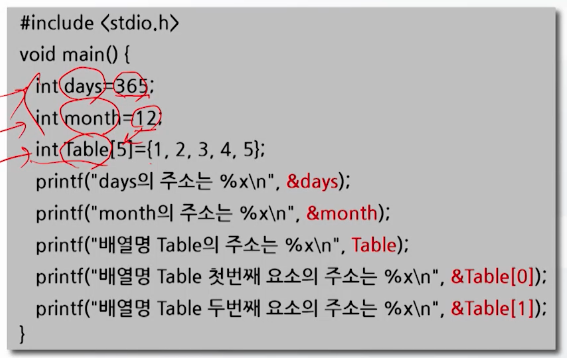 #include <stdio.h>
void main() {
int days=365;
int month=12;
int Table[5]={1, 2, 3, 4, 5};
printf("days의 주소는 %x\n", &days);
printf("month의 주소는 %x\n", &month);
printf("배열명 Table의 주소는 %x\n", Table);
printf("배열명 Table 첫번째 요소의 주소는 %x\n", &Table[0]);
printf("배열명 Table 두번째 요소의 주소는 %x\n", &Table[1]);
}